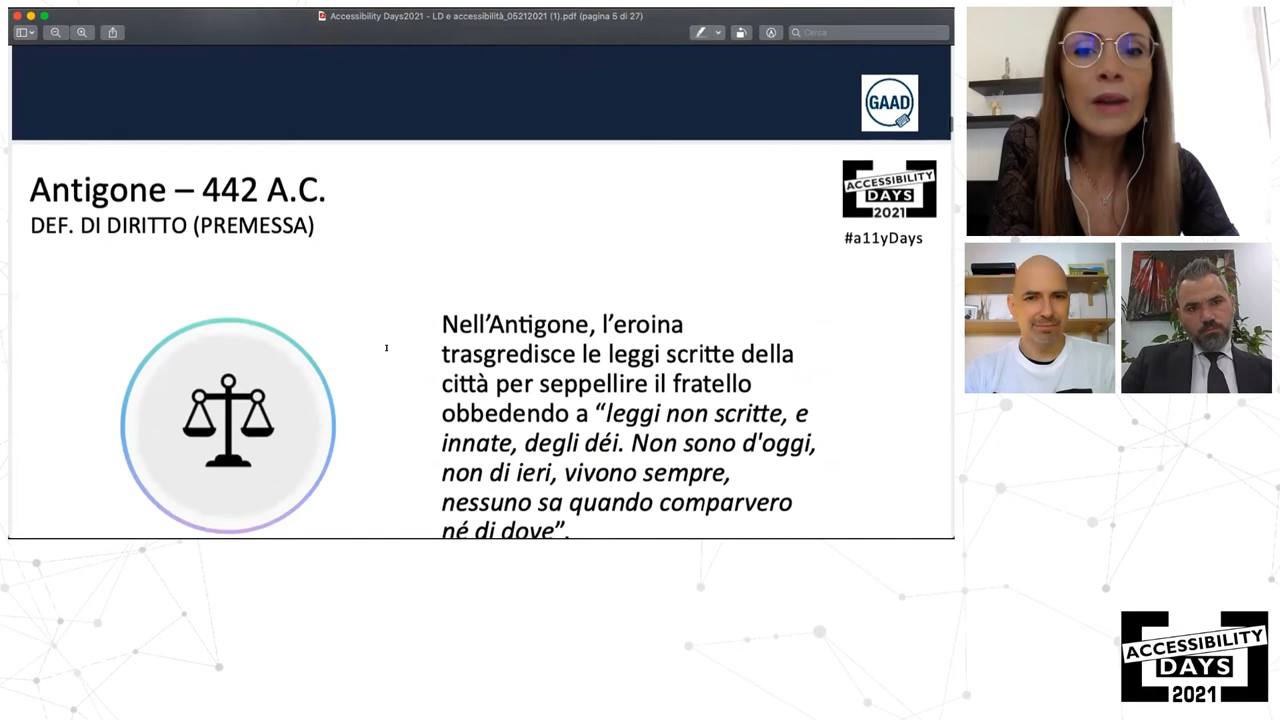 Accessibility Days2021 - LD e accessibilità_05212021 (1).pdf (pagina 5 di 27)
Cerca
GAAD
Antigone – 442 A.C.
DEF. DI DIRITTO (PREMESSA)
ACCESSIBILITY
DAYS
2021
#a11yDays
Nell’Antigone, l’eroina
trasgredisce le leggi scritte della
città per seppellire il fratello
obbedendo a “leggi non scritte, e
innate, degli déi. Non sono d'oggi,
non di ieri, vivono sempre,
nessuno sa quando comparvero
né di dove”.
ACCESSIBILITY
DAYS
2021